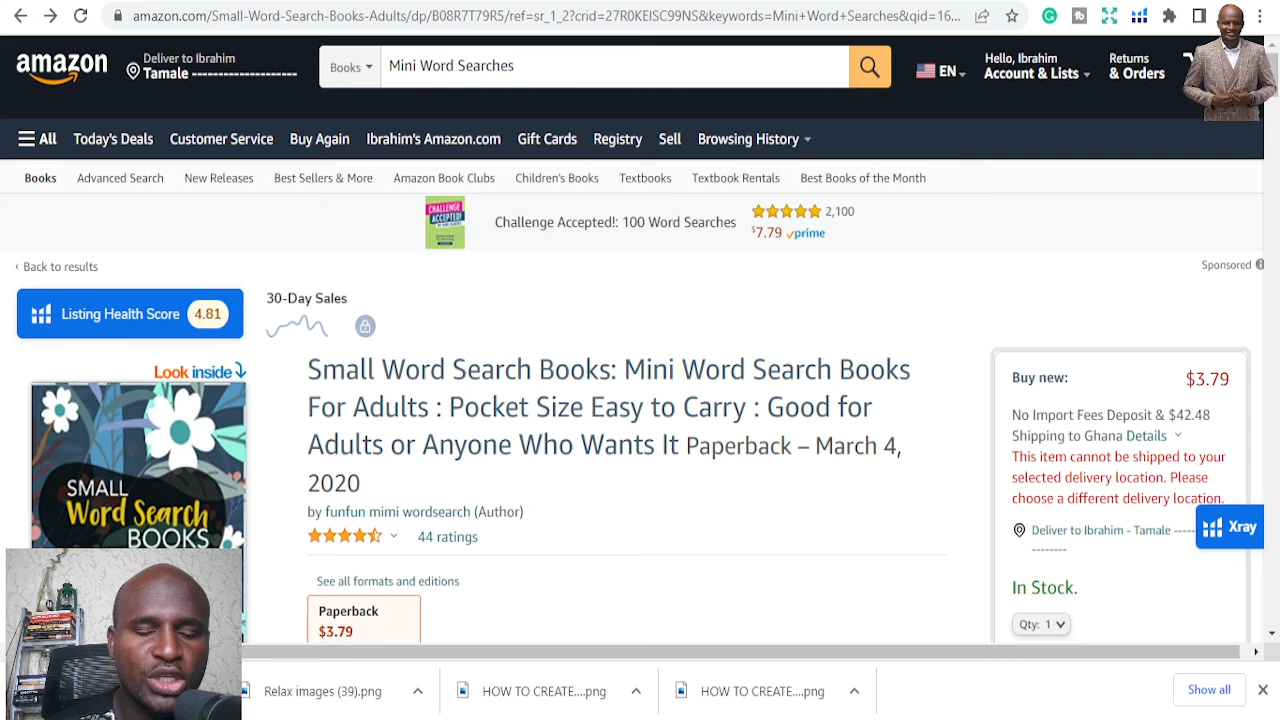 amazon.com/Small-Word-Search-Books-Adults/dp/B08R7T79R5/ref=sr_1_2?crid=27R0KEISC99NS&keywords=Mini+Word+Searches&qid=16...
amazon
Deliver to Ibrahim
Tamale --------------------
Books
Mini Word Searches
EN
Hello, Ibrahim
Account & Lists
Returns
& Orders
All
Today's Deals
Customer Service
Buy Again
Ibrahim's Amazon.com
Gift Cards
Registry
Sell
Browsing History
Books
Advanced Search
New Releases
Best Sellers & More
Amazon Book Clubs
Children's Books
Textbooks
Textbook Rentals
Best Books of the Month
CHALLENGE
ACCEPTED!
Challenge Accepted!: 100 Word Searches
2,100
$7.79 prime
‹ Back to results
Sponsored
Listing Health Score 4.81
30-Day Sales
Look inside
SMALL
Word Search
BOOKS
Small Word Search Books: Mini Word Search Books
For Adults : Pocket Size Easy to Carry : Good for
Adults or Anyone Who Wants It Paperback – March 4,
2020
by funfun mimi wordsearch (Author)
44 ratings
See all formats and editions
Paperback
$3.79
Buy new: $3.79
No Import Fees Deposit & $42.48
Shipping to Ghana Details
This item cannot be shipped to your
selected delivery location. Please
choose a different delivery location.
Deliver to Ibrahim - Tamale -----
--------
Xray
In Stock.
Qty: 1
Relax images (39).png
HOW TO CREATE....png
HOW TO CREATE....png
Show all